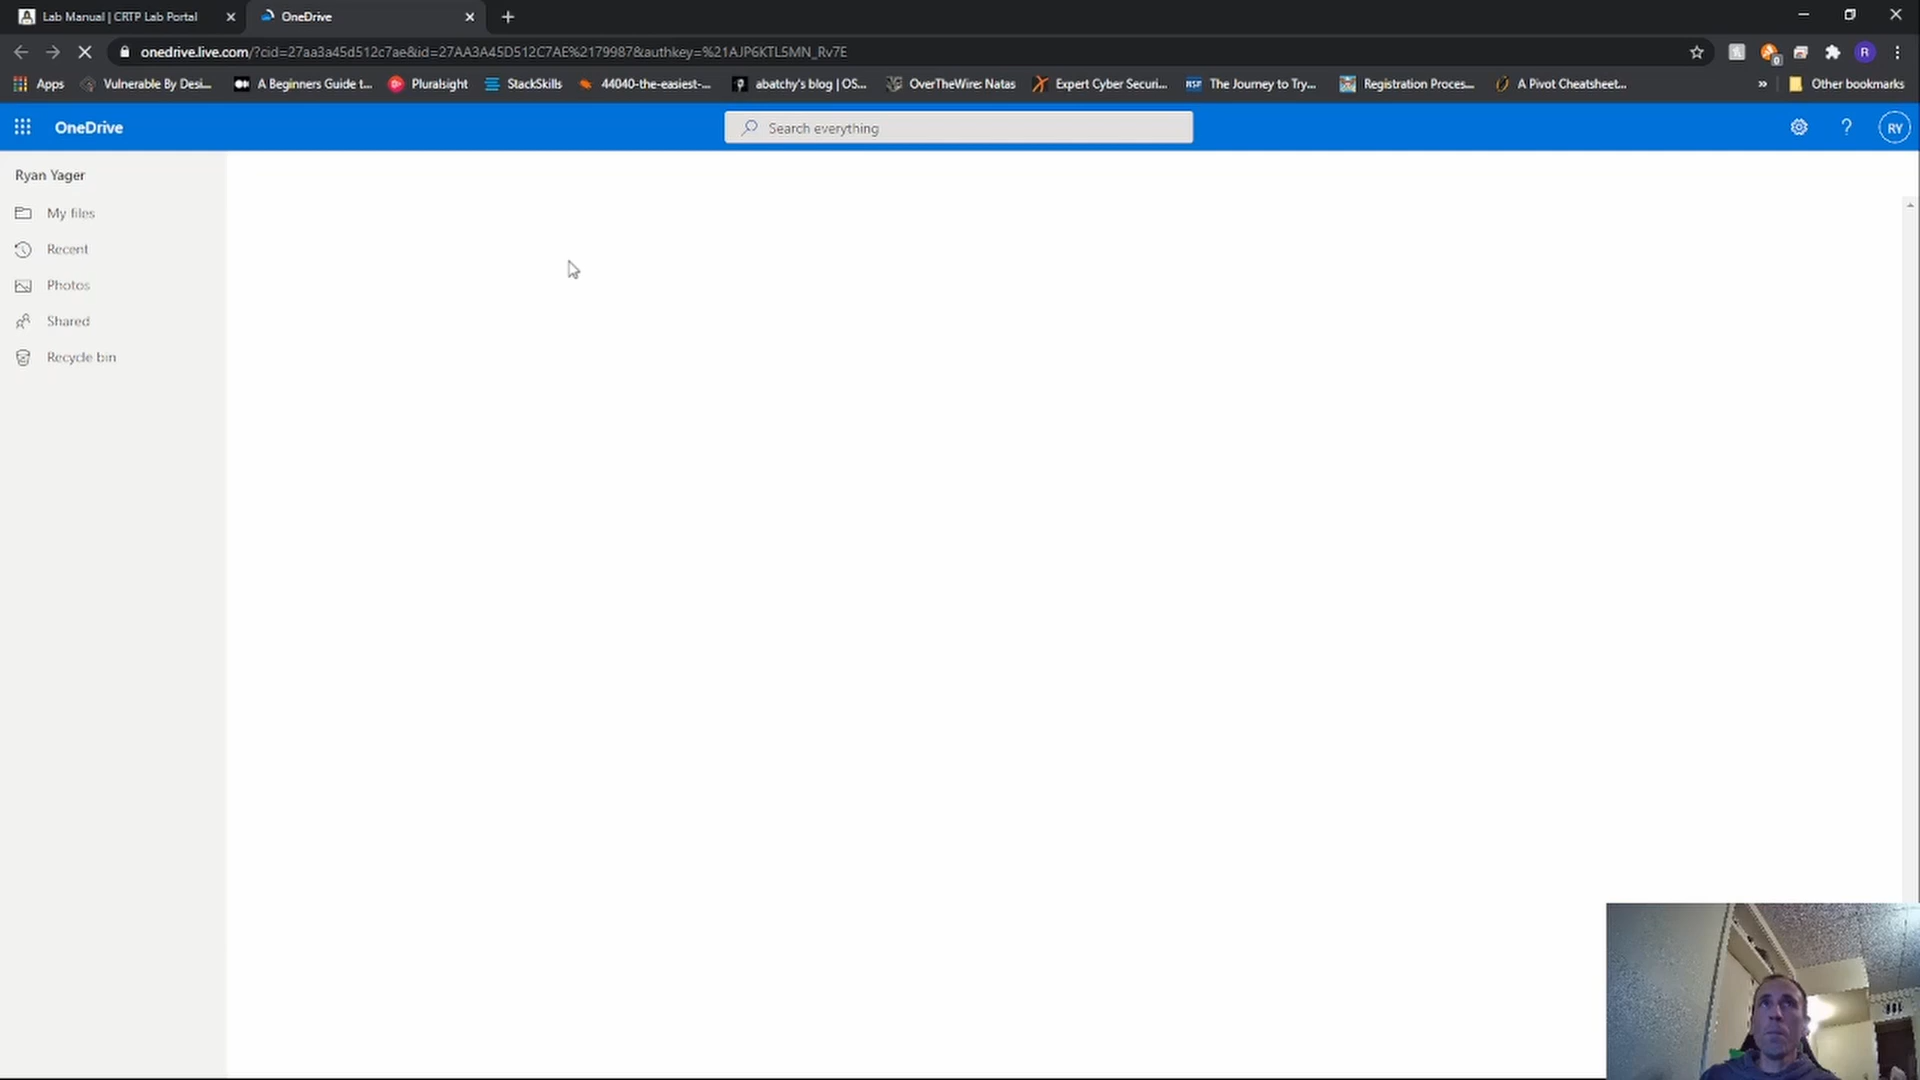 Lab Manual | CRTP Lab Portal
OneDrive
onedrive.live.com/?cid=27aa3a45d512c7ae&id=27AA3A45D512C7AE%2179987&authkey=%21AJP6KTL5MN_Rv7E
R
Apps
Vulnerable By Desi...
A Beginners Guide t...
Pluralsight
StackSkills
44040-the-easiest-...
abatchy's blog | OS...
OverTheWire: Natas
Expert Cyber Securi...
The Journey to Try...
Registration Proces...
A Pivot Cheatsheet...
»
Other bookmarks
OneDrive
Search everything
?
RY
Ryan Yager
My files
Recent
Photos
Shared
Recycle bin